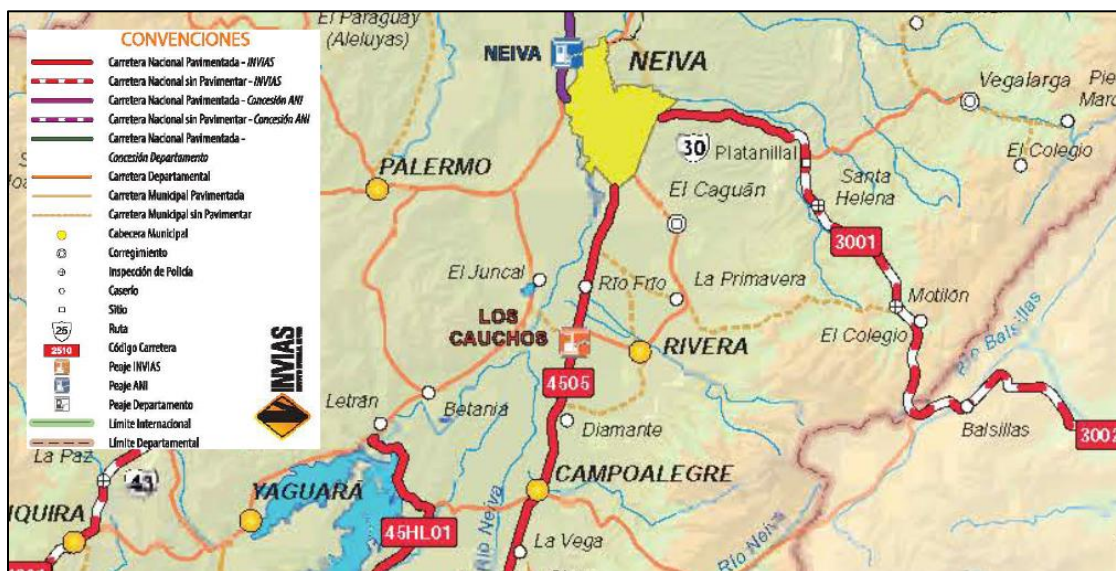 El Paraguay
(Aleluyas)
NEIVA
NEIVA
Vegalarga
El Colegio
CONVENCIONES
Carretera Nacional Pavimentada - INVIAS
Carretera Nacional sin Pavimentar - INVIAS
Carretera Nacional Pavimentada - Concesión ANI
Carretera Nacional sin Pavimentar - Concesión ANI
Carretera Nacional Pavimentada -
Concesión Departamento
Carretera Departamental
Carretera Municipal Pavimentada
Carretera Municipal sin Pavimentar
Cabecera Municipal
Corregimiento
Inspección de Policía
Caserío
Sitio
25
Ruta
2510
Código Carretera
Peaje INVIAS
Peaje ANI
Peaje Departamento
Límite Internacional
Límite Departamental
INVIAS
PALERMO
30
Platanillal
El Caguán
Santa
Helena
3001
El Juncal
Río Frío
La Primavera
Motilón
El Colegio
LOS
CAUCHOS
RIVERA
Río Balsillas
4505
Letrán
Betania
Diamante
Balsillas
3002
La Paz
43
YAGUARÁ
CAMPOALEGRE
IQUIRA
45HL01
Río Neiva
La Vega
Río Neiva